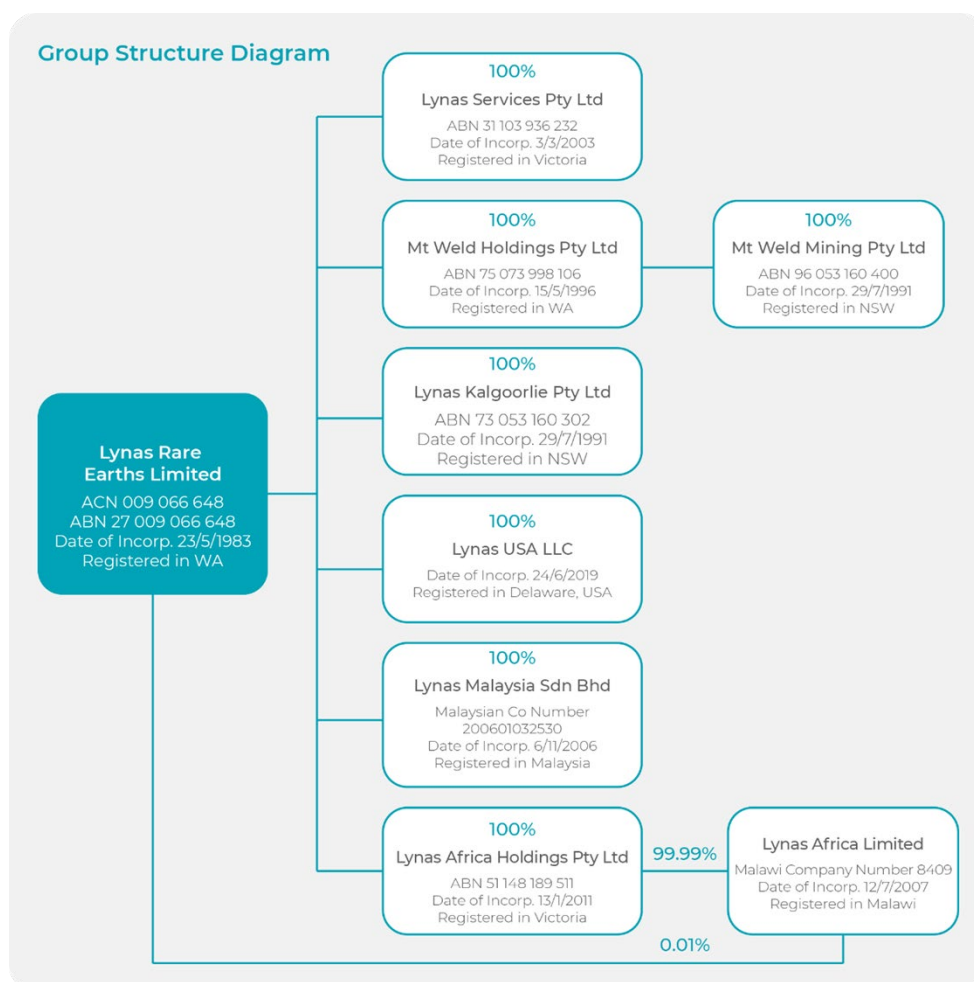 Group Structure Diagram
100%
Lynas Services Pty Ltd
ABN 31 103 936 232
Date of Incorp. 3/3/2003
Registered in Victoria
100%
Mt Weld Holdings Pty Ltd
ABN 75 073 998 106
Date of Incorp. 15/5/1996
Registered in WA
100%
Mt Weld Mining Pty Ltd
ABN 96 053 160 400
Date of Incorp. 29/7/1991
Registered in NSW
100%
Lynas Kalgoorlie Pty Ltd
ABN 73 053 160 302
Date of Incorp. 29/7/1991
Registered in NSW
Lynas Rare
Earths Limited
ACN 009 066 648
ABN 27 009 066 648
Date of Incorp. 23/5/1983
Registered in WA
100%
Lynas USA LLC
Date of Incorp. 24/6/2019
Registered in Delaware, USA
100%
Lynas Malaysia Sdn Bhd
Malaysian Co Number
200601032530
Date of Incorp. 6/11/2006
Registered in Malaysia
100%
Lynas Africa Holdings Pty Ltd
ABN 51 148 189 511
Date of Incorp. 13/1/2011
Registered in Victoria
99.99%
Lynas Africa Limited
Malawi Company Number 8409
Date of Incorp. 12/7/2007
Registered in Malawi
0.01%